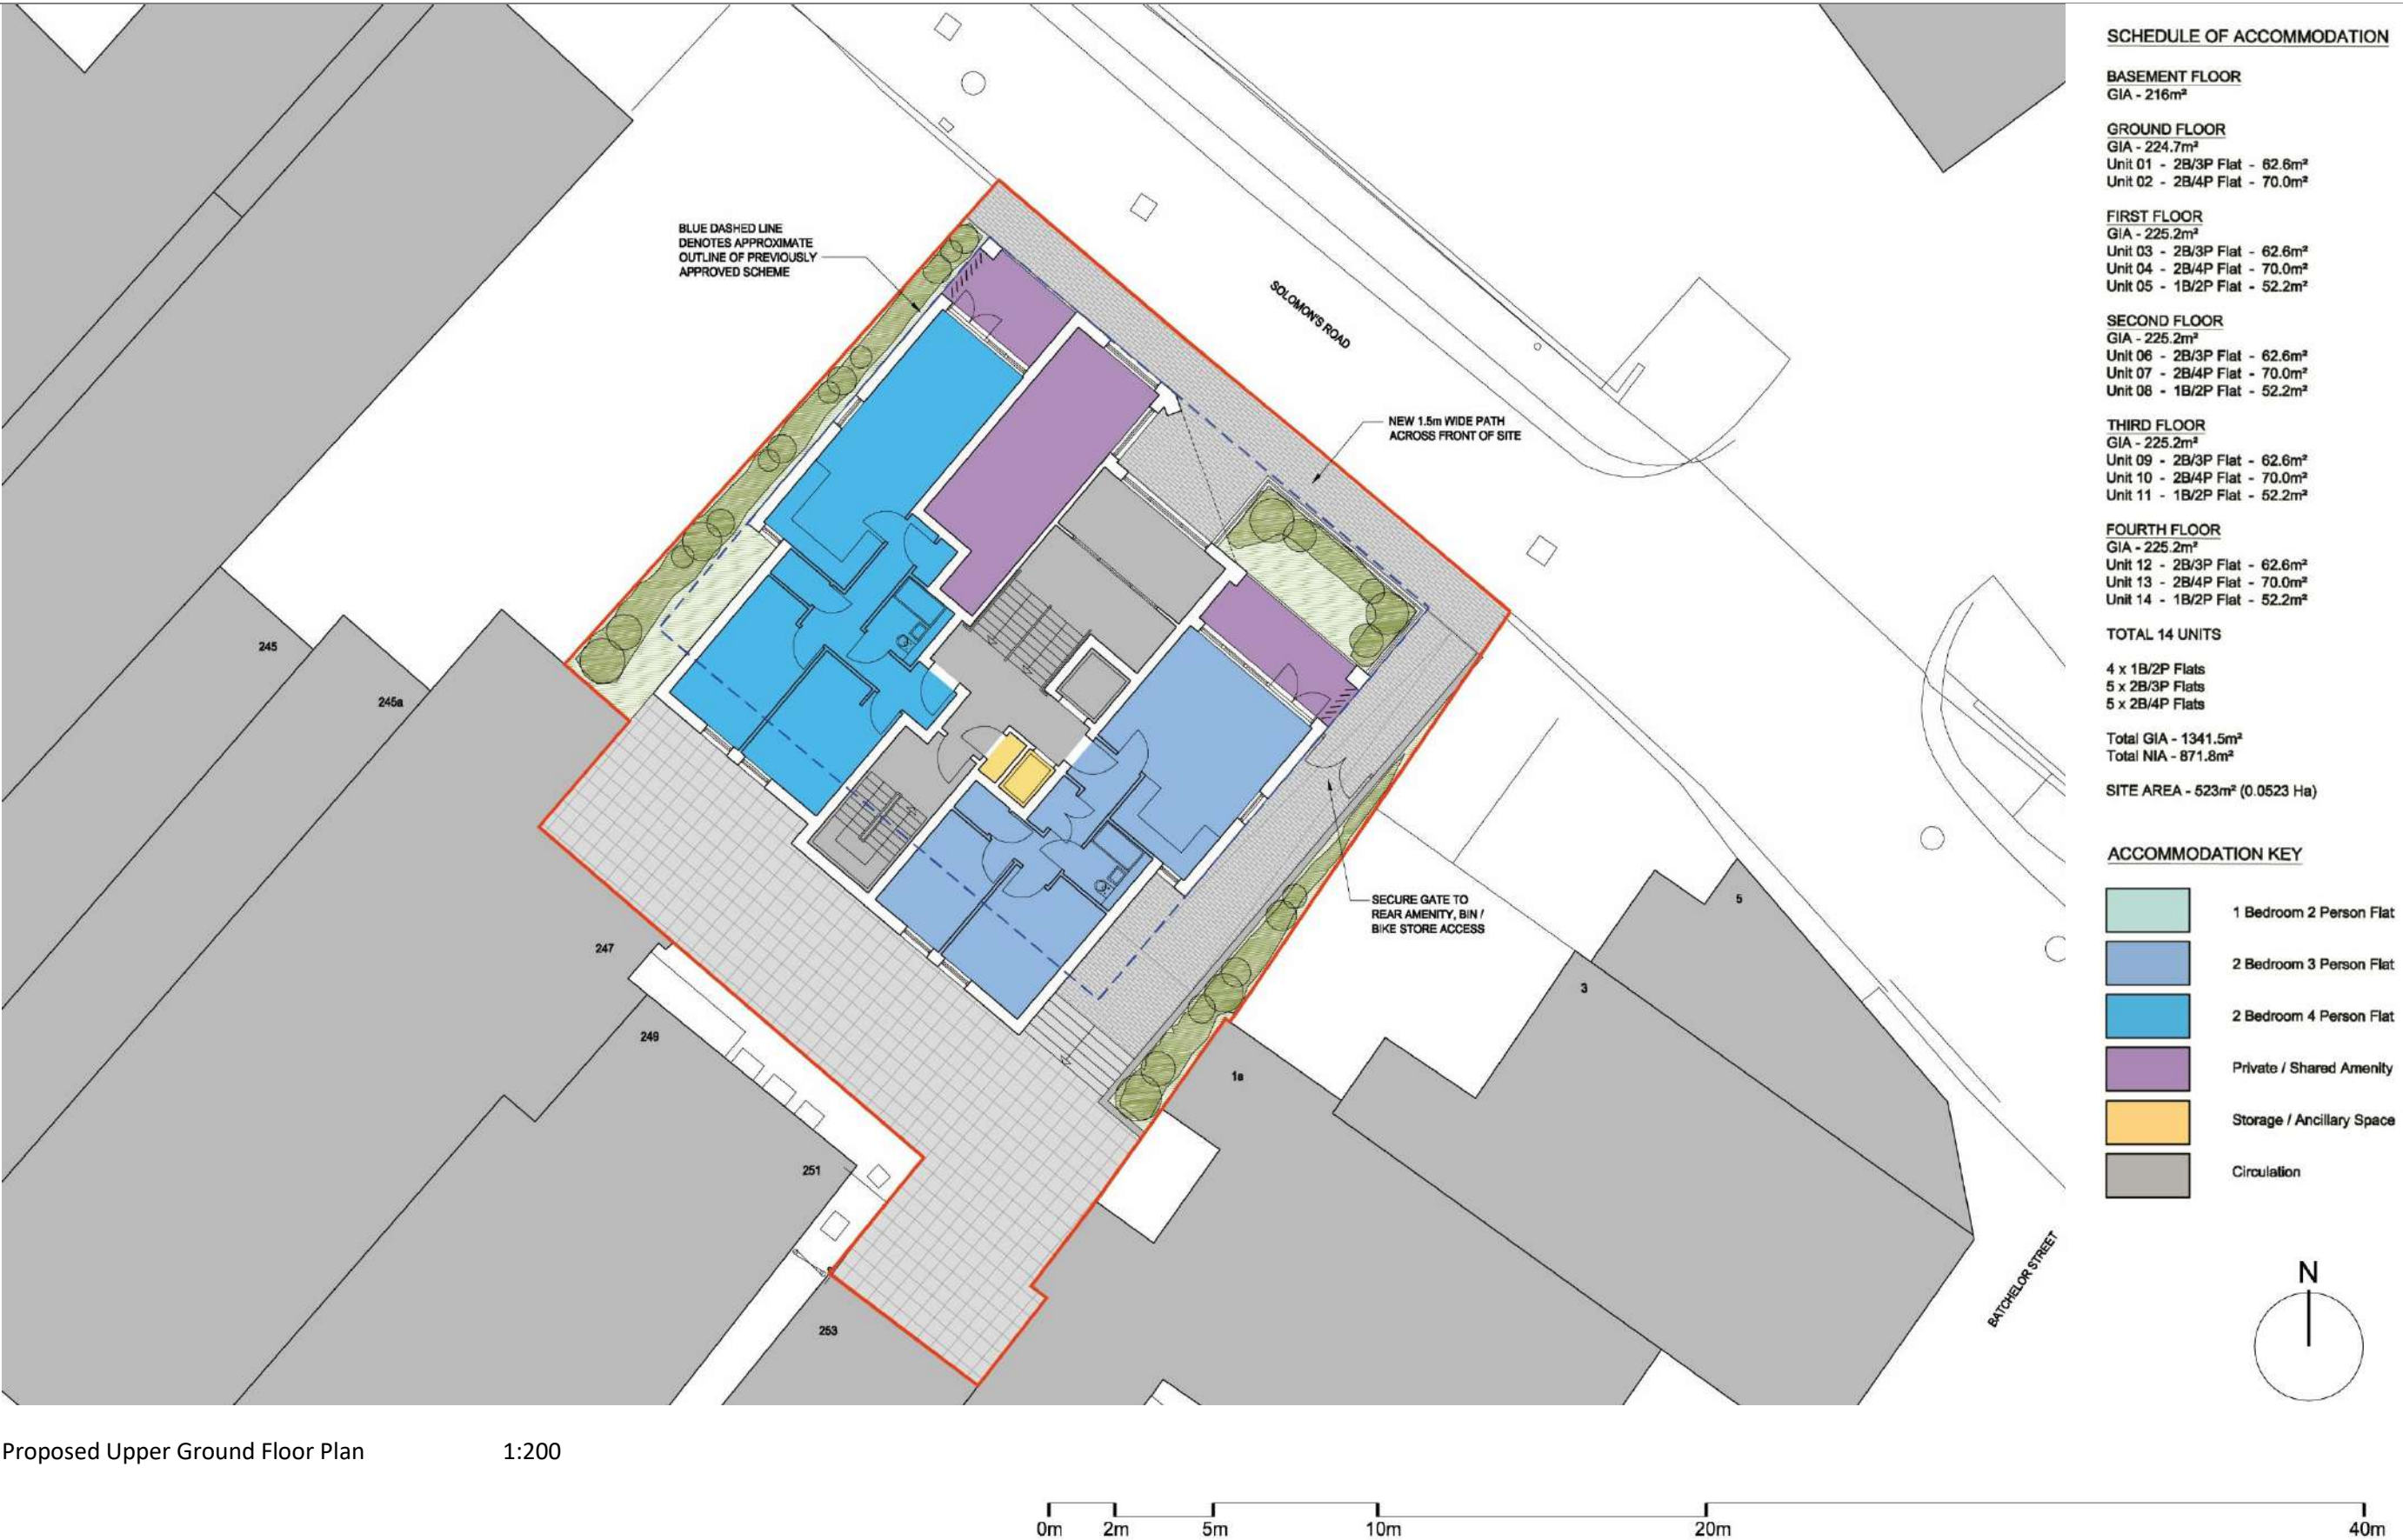 BLUE DASHED LINE
DENOTES APPROXIMATE
OUTLINE OF PREVIOUSLY
APPROVED SCHEME
SOLOMON'S ROAD
NEW 1.5m WIDE PATH
ACROSS FRONT OF SITE
SECURE GATE TO
REAR AMENITY, BIN /
BIKE STORE ACCESS
245
245a
247
249
251
253
1a
3
5
BATCHELOR STREET
SCHEDULE OF ACCOMMODATION
BASEMENT FLOOR
GIA - 216m²
GROUND FLOOR
GIA - 224.7m²
Unit 01 - 2B/3P Flat - 62.6m²
Unit 02 - 2B/4P Flat - 70.0m²
FIRST FLOOR
GIA - 225.2m²
Unit 03 - 2B/3P Flat - 62.6m²
Unit 04 - 2B/4P Flat - 70.0m²
Unit 05 - 1B/2P Flat - 52.2m²
SECOND FLOOR
GIA - 225.2m²
Unit 06 - 2B/3P Flat - 62.6m²
Unit 07 - 2B/4P Flat - 70.0m²
Unit 08 - 1B/2P Flat - 52.2m²
THIRD FLOOR
GIA - 225.2m²
Unit 09 - 2B/3P Flat - 62.6m²
Unit 10 - 2B/4P Flat - 70.0m²
Unit 11 - 1B/2P Flat - 52.2m²
FOURTH FLOOR
GIA - 225.2m²
Unit 12 - 2B/3P Flat - 62.6m²
Unit 13 - 2B/4P Flat - 70.0m²
Unit 14 - 1B/2P Flat - 52.2m²
TOTAL 14 UNITS
4 x 1B/2P Flats
5 x 2B/3P Flats
5 x 2B/4P Flats
Total GIA - 1341.5m²
Total NIA - 871.8m²
SITE AREA - 523m² (0.0523 Ha)
ACCOMMODATION KEY
1 Bedroom 2 Person Flat
2 Bedroom 3 Person Flat
2 Bedroom 4 Person Flat
Private / Shared Amenity
Storage / Ancillary Space
Circulation
N
Proposed Upper Ground Floor Plan 1:200
0m 2m 5m 10m 20m 40m